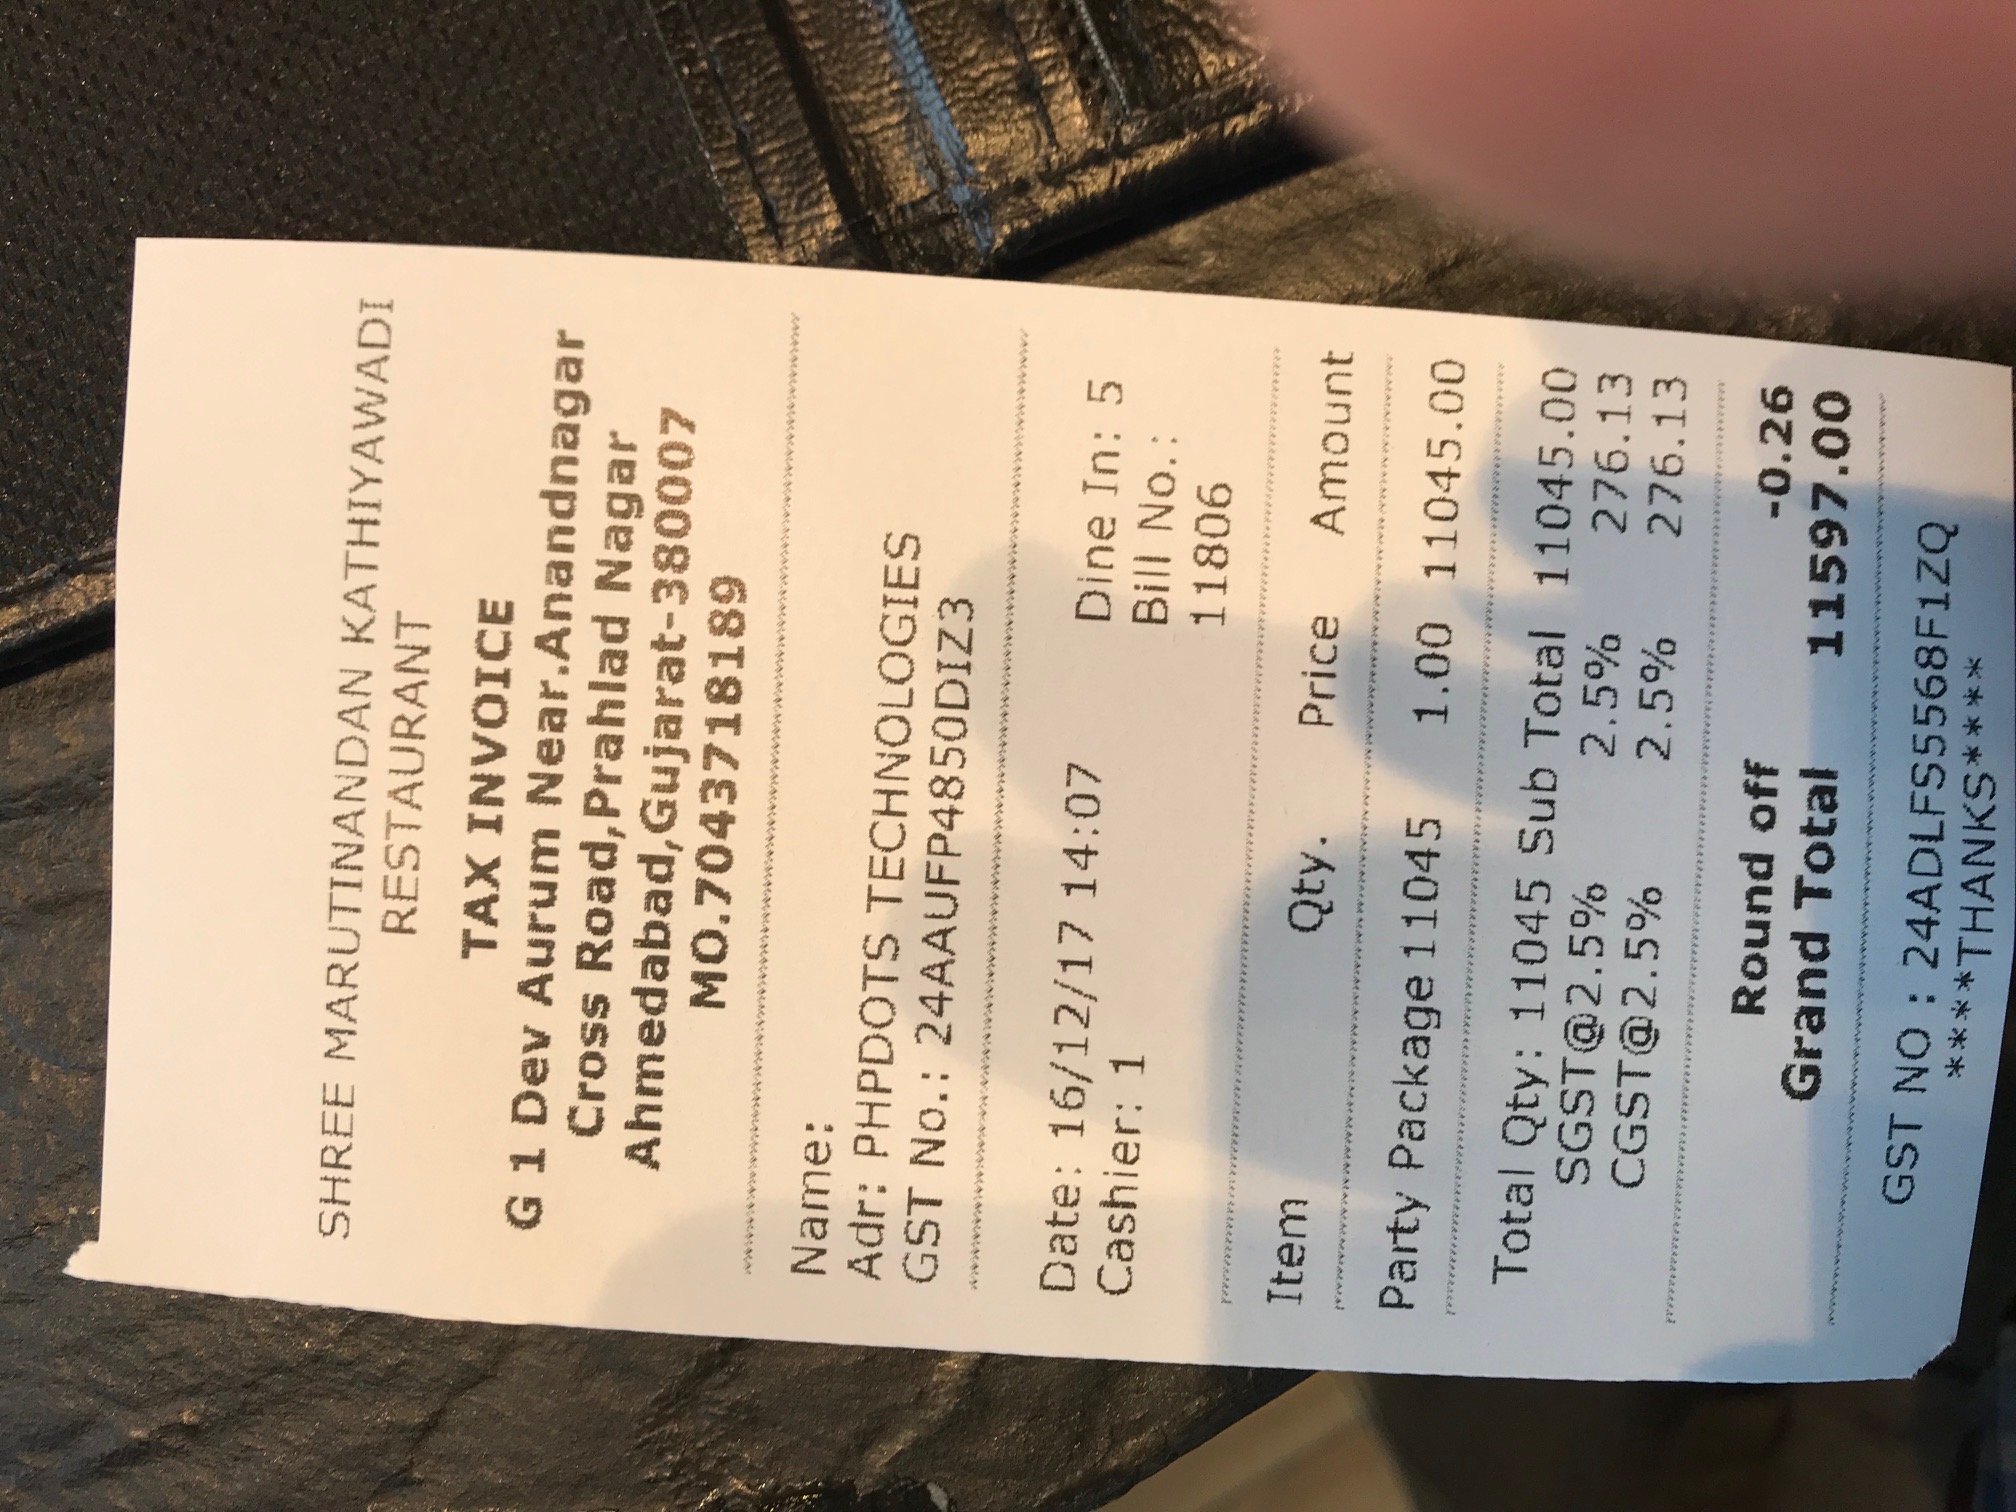 SHREE MARUTINANDAN KATHIYAWADI
RESTAURANT
TAX INVOICE
G 1 Dev Aurum Near.Anandnagar
Cross Road,Prahlad Nagar
Ahmedabad,Gujarat-380007
MO.7043718189
Name:
Adr: PHPDOTS TECHNOLOGIES
GST No.: 24AAUFP4850DIZ3
Date: 16/12/17 14:07 Dine In: 5
Cashier: 1 Bill No.:
11806
Item Qty. Price Amount
Party Package 11045 1.00 11045.00
Total Qty: 11045 Sub Total 11045.00
SGST@2.5% 2.5% 276.13
CGST@2.5% 2.5% 276.13
Round off -0.26
Grand Total 11597.00
GST NO : 24ADLFS5568F1ZQ
****THANKS****